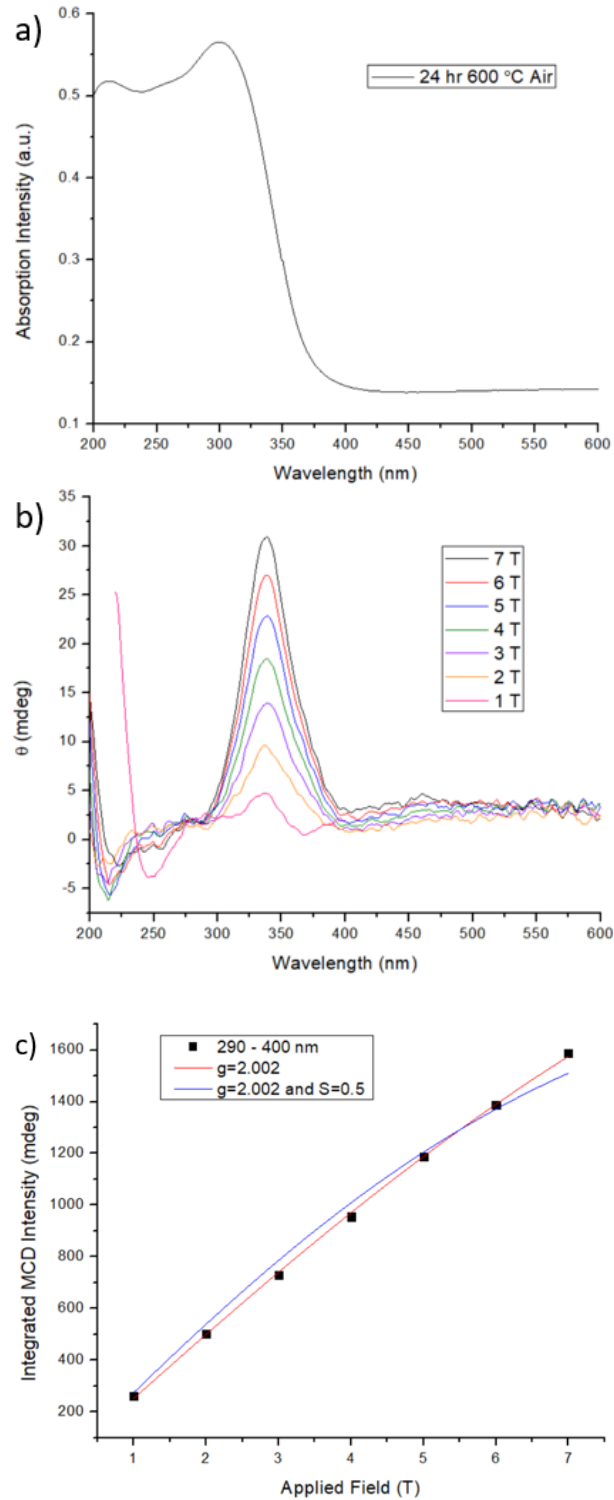 a)
24 hr 600 °C Air
Absorption Intensity (a.u.)
0.6
0.5
0.4
0.3
0.2
0.1
200 250 300 350 400 450 500 550 600
Wavelength (nm)
b)
7 T
6 T
5 T
4 T
3 T
2 T
1 T
θ (mdeg)
35
30
25
20
15
10
5
0
-5
200 250 300 350 400 450 500 550 600
Wavelength (nm)
c)
290 - 400 nm
g=2.002
g=2.002 and S=0.5
Integrated MCD Intensity (mdeg)
1600
1400
1200
1000
800
600
400
200
1 2 3 4 5 6 7
Applied Field (T)